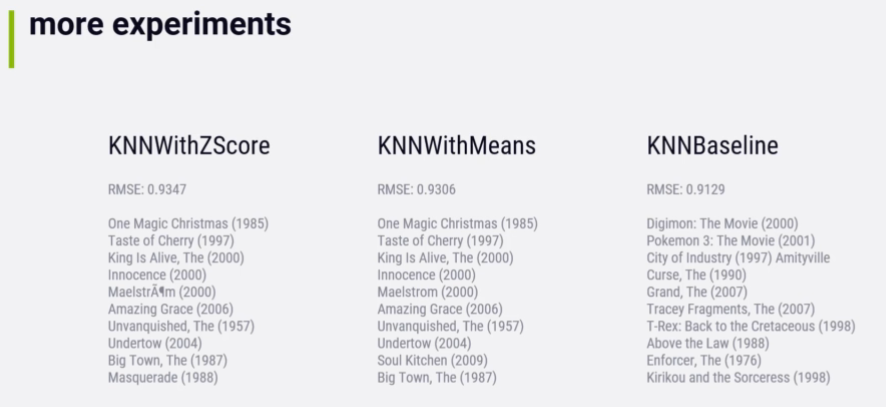 more experiments
KNNWithZScore
RMSE: 0.9347
One Magic Christmas (1985)
Taste of Cherry (1997)
King Is Alive, The (2000)
Innocence (2000)
MaelstrÃ¶m (2000)
Amazing Grace (2006)
Unvanquished, The (1957)
Undertow (2004)
Big Town, The (1987)
Masquerade (1988)
KNNWithMeans
RMSE: 0.9306
One Magic Christmas (1985)
Taste of Cherry (1997)
King Is Alive, The (2000)
Innocence (2000)
Maelstrom (2000)
Amazing Grace (2006)
Unvanquished, The (1957)
Undertow (2004)
Soul Kitchen (2009)
Big Town, The (1987)
KNNBaseline
RMSE: 0.9129
Digimon: The Movie (2000)
Pokemon 3: The Movie (2001)
City of Industry (1997) Amityville
Curse, The (1990)
Grand, The (2007)
Tracey Fragments, The (2007)
T-Rex: Back to the Cretaceous (1998)
Above the Law (1988)
Enforcer, The (1976)
Kirikou and the Sorceress (1998)